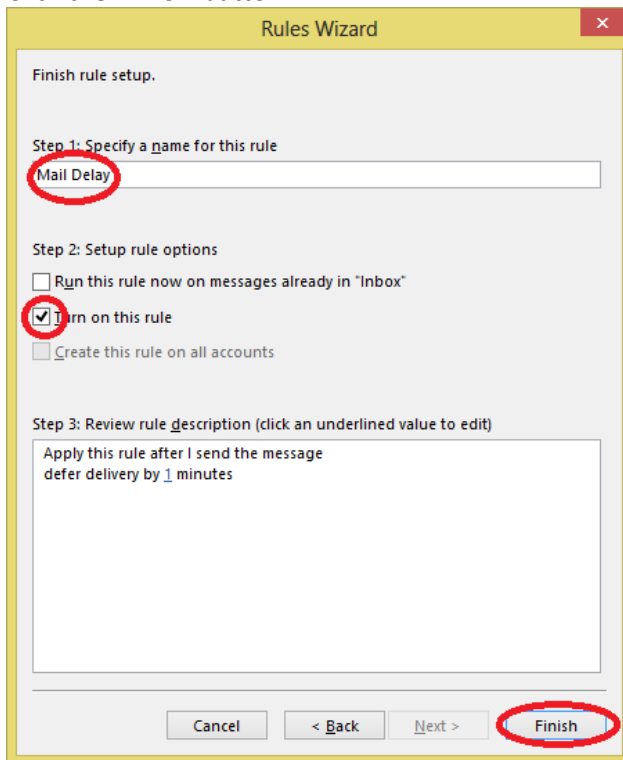 Rules Wizard
Finish rule setup.
Step 1: Specify a name for this rule
Mail Delay
Step 2: Setup rule options
Run this rule now on messages already in "Inbox"
Turn on this rule
Create this rule on all accounts
Step 3: Review rule description (click an underlined value to edit)
Apply this rule after I send the message
defer delivery by 1 minutes
Cancel
< Back
Next >
Finish